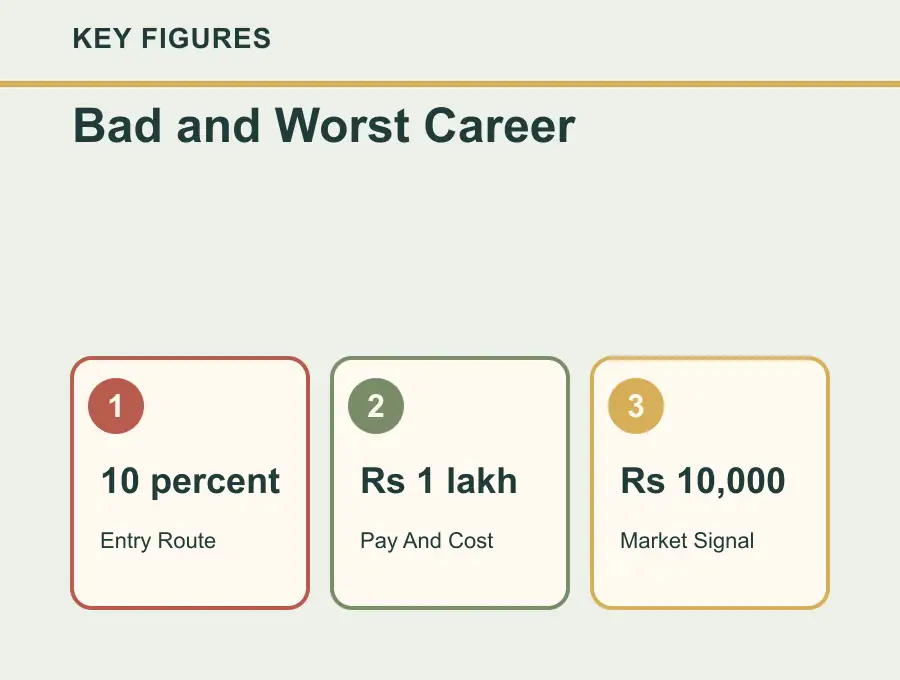 KEY FIGURES
Bad and Worst Career
1
10 percent
Entry Route
2
Rs 1 lakh
Pay And Cost
3
Rs 10,000
Market Signal